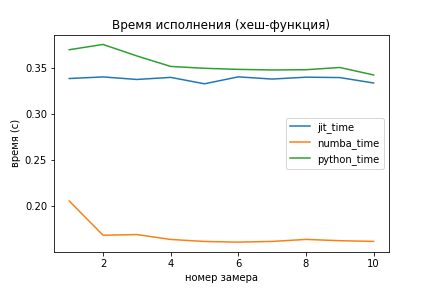 Время исполнения (хеш-функция)
0.35
0.30
0.25
0.20
время (с)
jit_time
numba_time
python_time
2
4
6
8
10
номер замера